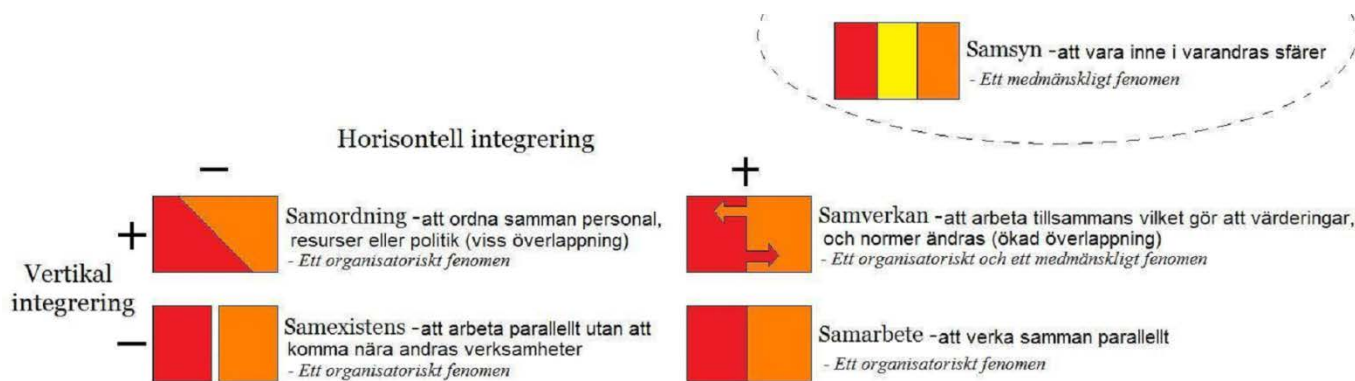 Samsyn -att vara inne i varandras sfärer
- Ett medmänskligt fenomen
Horisontell integrering
− +
+
Samordning -att ordna samman personal,
resurser eller politik (viss överlappning)
- Ett organisatoriskt fenomen
Samverkan -att arbeta tillsammans vilket gör att värderingar,
och normer ändras (ökad överlappning)
- Ett organisatoriskt och ett medmänskligt fenomen
Vertikal
integrering
−
Samexistens -att arbeta parallellt utan att
komma nära andras verksamheter
- Ett organisatoriskt fenomen
Samarbete -att verka samman parallellt
- Ett organisatoriskt fenomen